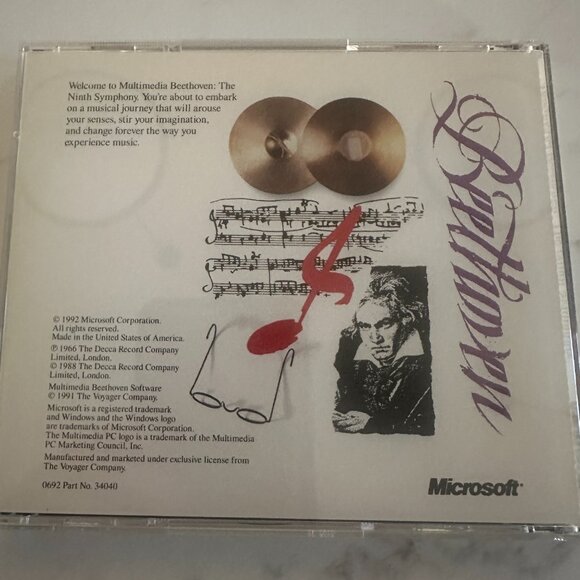 Welcome to Multimedia Beethoven: The
Ninth Symphony. You're about to embark
on a musical journey that will arouse
your senses, stir your imagination,
and change forever the way you
experience music.
Beethoven
© 1992 Microsoft Corporation.
All rights reserved.
Made in the United States of America.
℗ 1966 The Decca Record Company
Limited, London.
© 1988 The Decca Record Company
Limited, London.
Multimedia Beethoven Software
© 1991 The Voyager Company.
Microsoft is a registered trademark
and Windows and the Windows logo
are trademarks of Microsoft Corporation.
The Multimedia PC logo is a trademark of the Multimedia
PC Marketing Council, Inc.
Manufactured and marketed under exclusive license from
The Voyager Company.
0692 Part No. 34040
Microsoft®